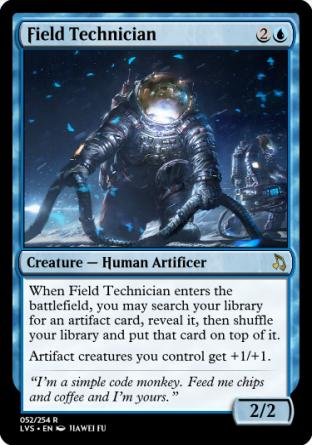 Field Technician 2
Creature — Human Artificer
When Field Technician enters the
battlefield, you may search your library
for an artifact card, reveal it, then shuffle
your library and put that card on top of it.
Artifact creatures you control get +1/+1.
“I’m a simple code monkey. Feed me chips
and coffee and I’m yours.”
2/2
052/254 R
LVS • EN JIAWEI FU